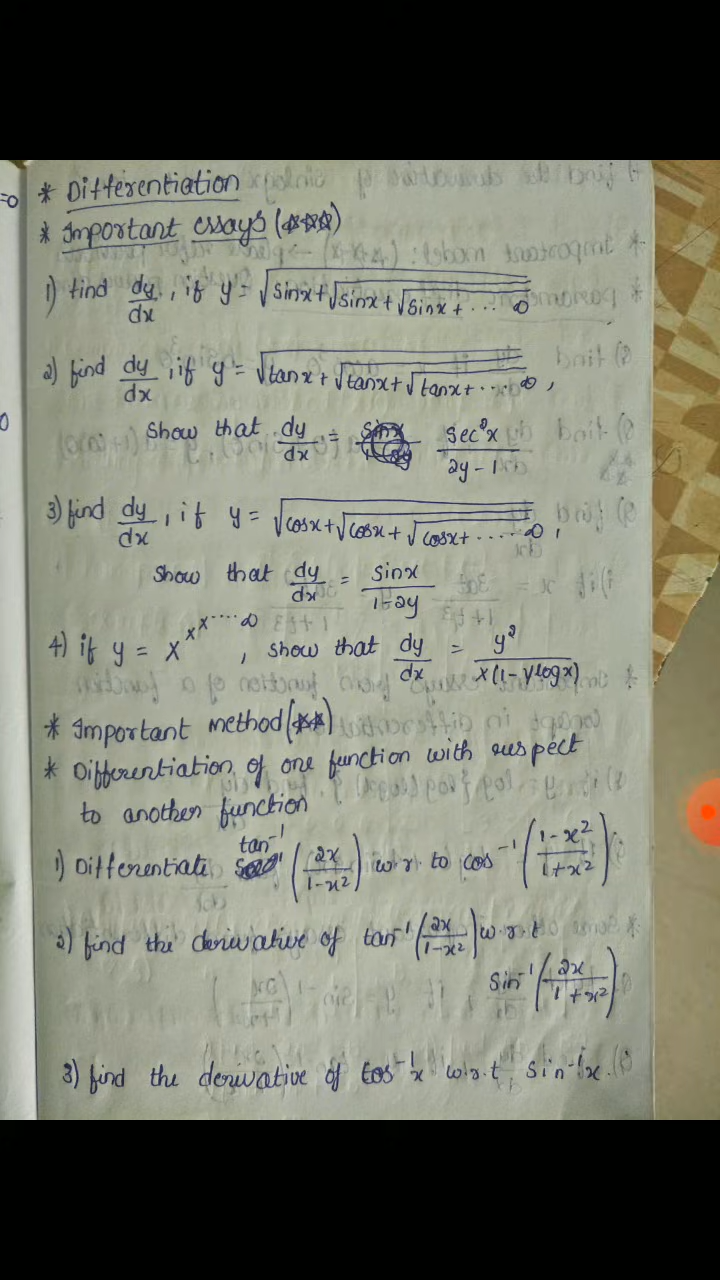 =0
* Differentiation
* Important essays (***)
1) find dy/dx, if y = √sinx+√sinx+√sinx+ ... ∞
2) find dy/dx, if y = √tanx+√tanx+√tanx+ .... ∞,
Show that dy/dx = sec²x/2y-1
3) find dy/dx, if y = √cosx+√cosx+√cosx+ ...... ∞,
Show that dy/dx = sinx/1-2y
4) if y = x^x^x....∞, show that dy/dx = y²/x(1-ylogx)
* Important method (**)
* Differentiation of one function with respect
to another function
1) Differentiate tan⁻¹(2x/1-x²) w.r. to cos⁻¹(1-x²/1+x²)
2) find the derivative of tan⁻¹(2x/1-x²) w.r.t
sin⁻¹(2x/1+x²)
3) find the derivative of cos⁻¹x w.r.t sin⁻¹x.